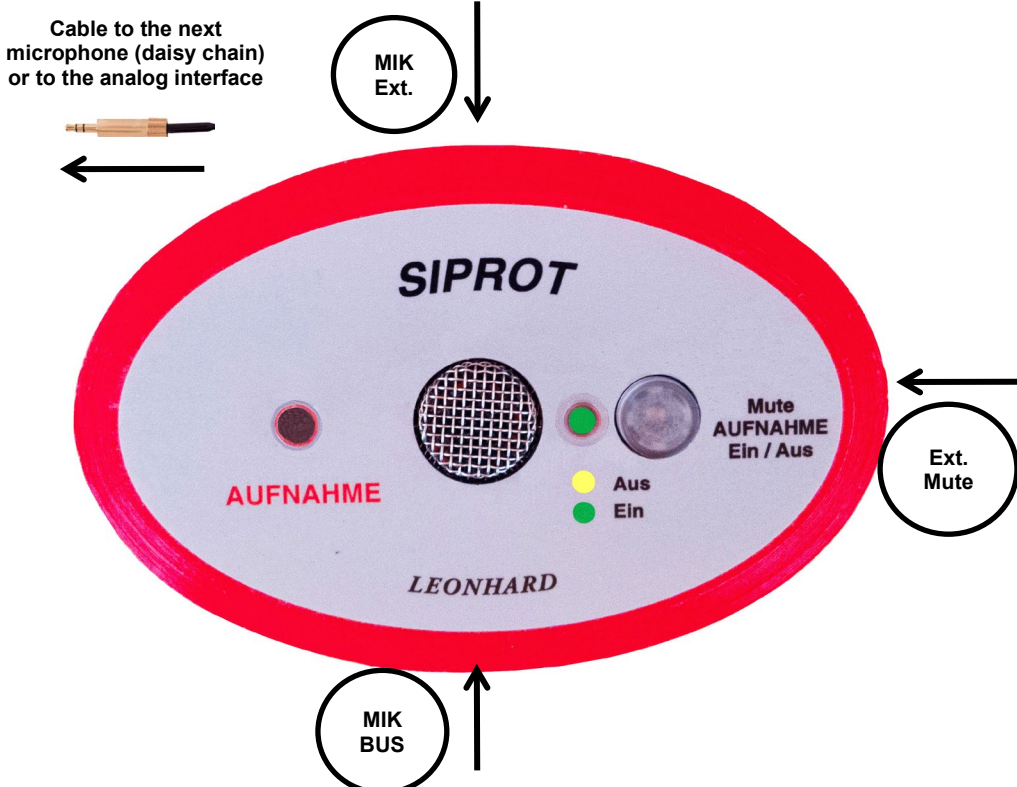 Cable to the next
microphone (daisy chain)
or to the analog interface
MIK
Ext.
SIPROT
Mute
AUFNAHME
Ein / Aus
Ext.
Mute
AUFNAHME
Aus
Ein
LEONHARD
MIK
BUS